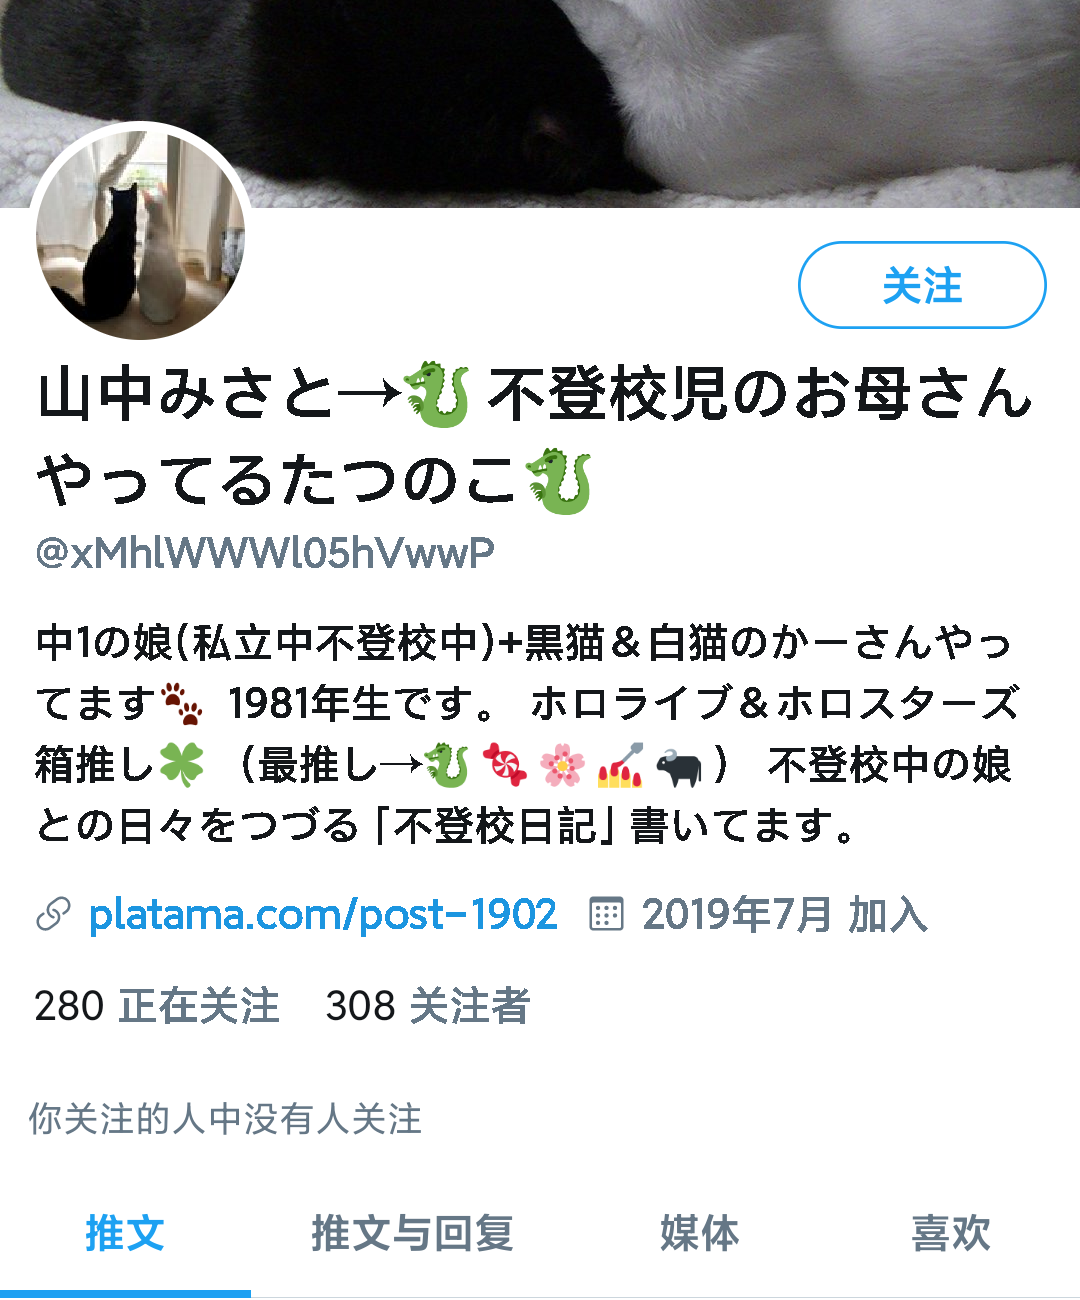 关注
山中みさと→🐉 不登校児のお母さん
やってるたつのこ🐉
@xMhlWWWl05hVwwP
中1の娘(私立中不登校中)+黒猫＆白猫のかーさんやっ
てます🐾 1981年生です。 ホロライブ＆ホロスターズ
箱推し🍀 （最推し→🐉🍬🌸💅🐃） 不登校中の娘
との日々をつづる「不登校日記」書いてます。
platama.com/post-1902 2019年7月 加入
280 正在关注 308 关注者
你关注的人中没有人关注
推文 推文与回复 媒体 喜欢